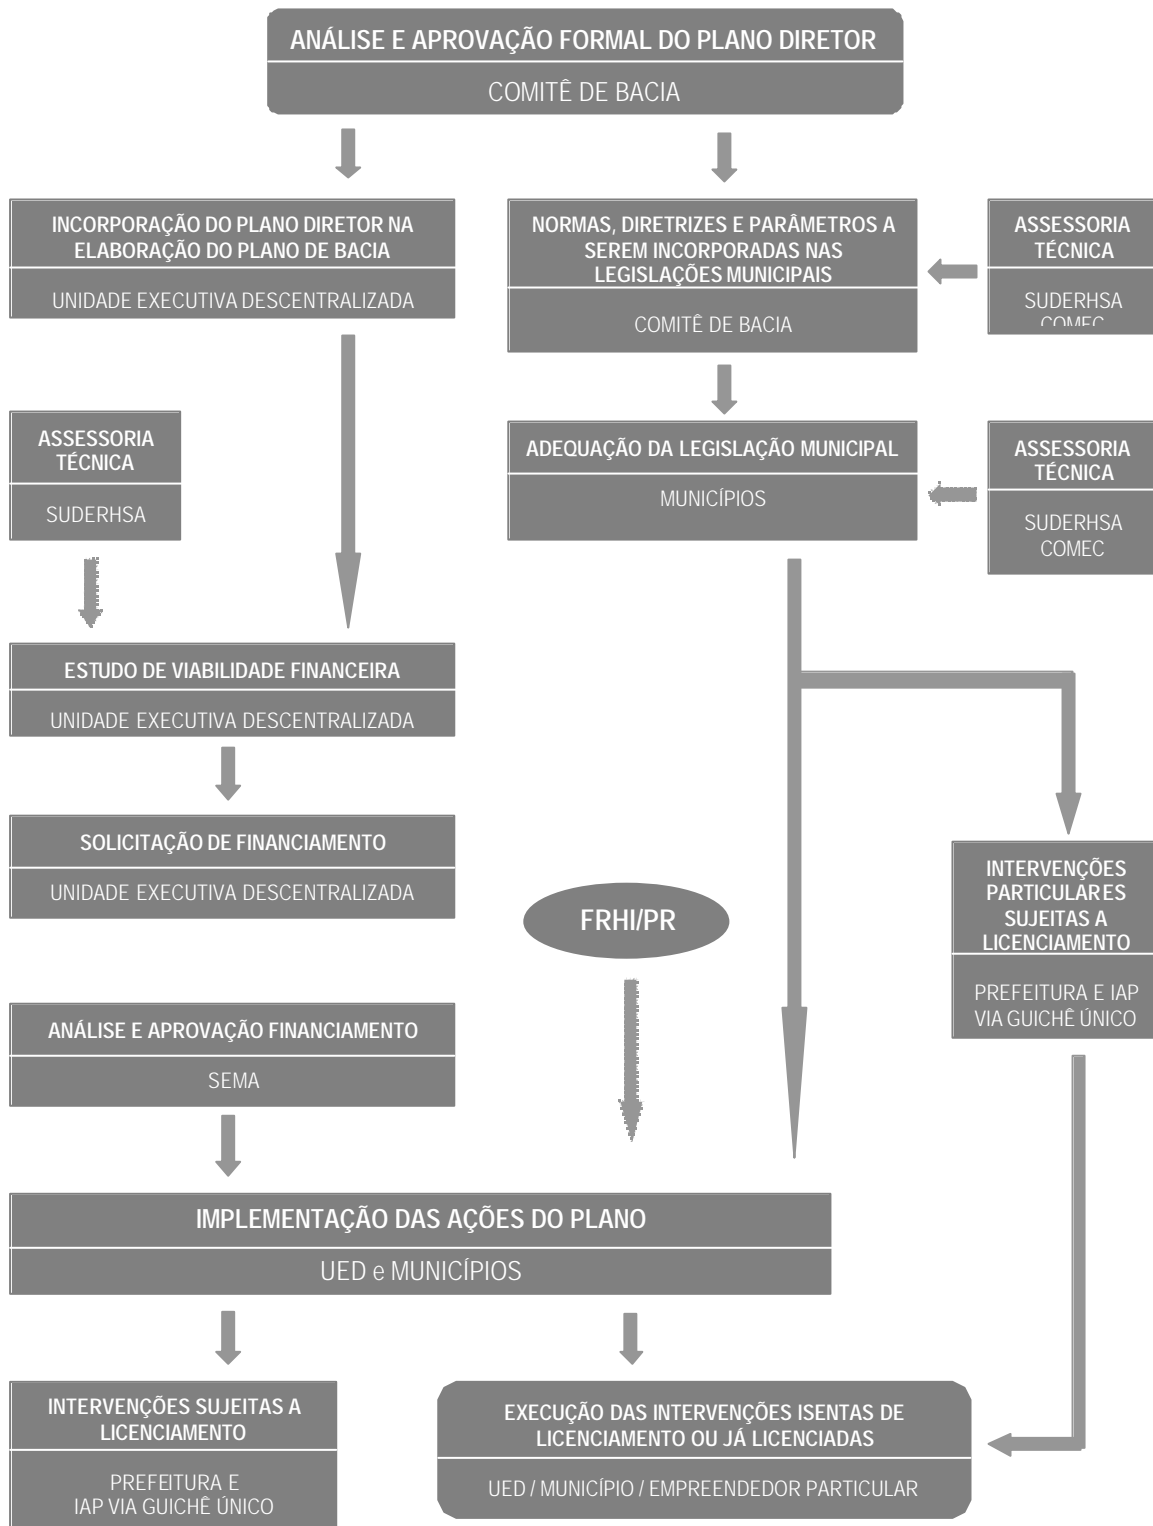 ANÁLISE E APROVAÇÃO FORMAL DO PLANO DIRETOR
COMITÊ DE BACIA
INCORPORAÇÃO DO PLANO DIRETOR NA
ELABORAÇÃO DO PLANO DE BACIA
UNIDADE EXECUTIVA DESCENTRALIZADA
NORMAS, DIRETRIZES E PARÂMETROS A
SEREM INCORPORADAS NAS
LEGISLAÇÕES MUNICIPAIS
COMITÊ DE BACIA
ASSESSORIA
TÉCNICA
SUDERHSA
COMEC
ASSESSORIA
TÉCNICA
SUDERHSA
ADEQUAÇÃO DA LEGISLAÇÃO MUNICIPAL
MUNICÍPIOS
ASSESSORIA
TÉCNICA
SUDERHSA
COMEC
ESTUDO DE VIABILIDADE FINANCEIRA
UNIDADE EXECUTIVA DESCENTRALIZADA
SOLICITAÇÃO DE FINANCIAMENTO
UNIDADE EXECUTIVA DESCENTRALIZADA
FRHI/PR
INTERVENÇÕES
PARTICULARES
SUJEITAS A
LICENCIAMENTO
PREFEITURA E IAP
VIA GUICHÊ ÚNICO
ANÁLISE E APROVAÇÃO FINANCIAMENTO
SEMA
IMPLEMENTAÇÃO DAS AÇÕES DO PLANO
UED e MUNICÍPIOS
INTERVENÇÕES SUJEITAS A
LICENCIAMENTO
PREFEITURA E
IAP VIA GUICHÊ ÚNICO
EXECUÇÃO DAS INTERVENÇÕES ISENTAS DE
LICENCIAMENTO OU JÁ LICENCIADAS
UED / MUNICÍPIO / EMPREENDEDOR PARTICULAR